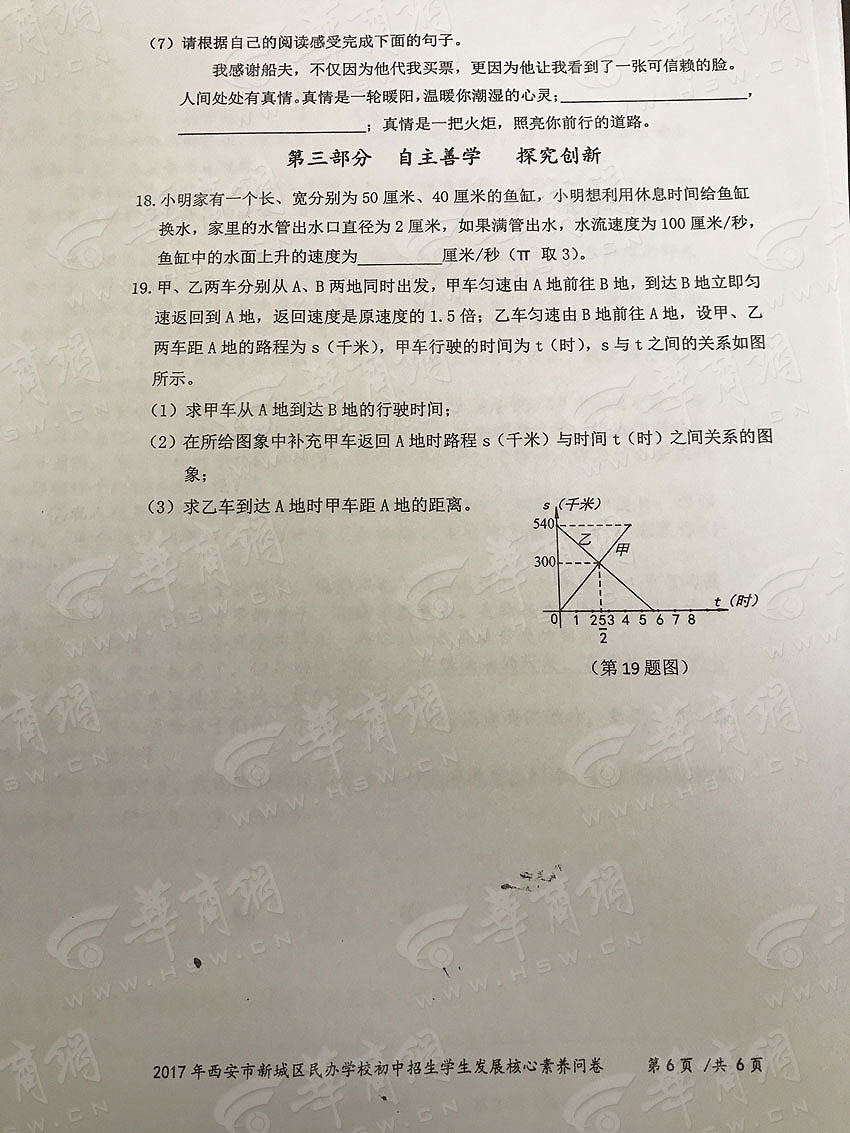 (7) 请根据自己的阅读感受完成下面的句子。
我感谢船夫，不仅因为他代我买票，更因为他让我看到了一张可信赖的脸。
人间处处有真情。真情是一轮暖阳，温暖你潮湿的心灵；____________________，
____________________；真情是一把火炬，照亮你前行的道路。
第三部分 自主善学 探究创新
18. 小明家有一个长、宽分别为 50 厘米、40 厘米的鱼缸，小明想利用休息时间给鱼缸
换水，家里的水管出水口直径为 2 厘米，如果满管出水，水流速度为 100 厘米/秒，
鱼缸中的水面上升的速度为_________厘米/秒（π 取 3）。
19. 甲、乙两车分别从 A、B 两地同时出发，甲车匀速由 A 地前往 B 地，到达 B 地立即匀
速返回到 A 地，返回速度是原速度的 1.5 倍；乙车匀速由 B 地前往 A 地，设甲、乙
两车距 A 地的路程为 s（千米），甲车行驶的时间为 t（时），s 与 t 之间的关系如图
所示。
（1）求甲车从 A 地到达 B 地的行驶时间；
（2）在所给图象中补充甲车返回 A 地时路程 s（千米）与时间 t（时）之间关系的图
象；
（3）求乙车到达 A 地时甲车距 A 地的距离。
s（千米）
540
乙
甲
300
t（时）
0 1 2 5/2 3 4 5 6 7 8
（第 19 题图）
2017 年西安市新城区民办学校初中招生学生发展核心素养问卷 第 6 页 /共 6 页
华商网
WWW.HSW.CN